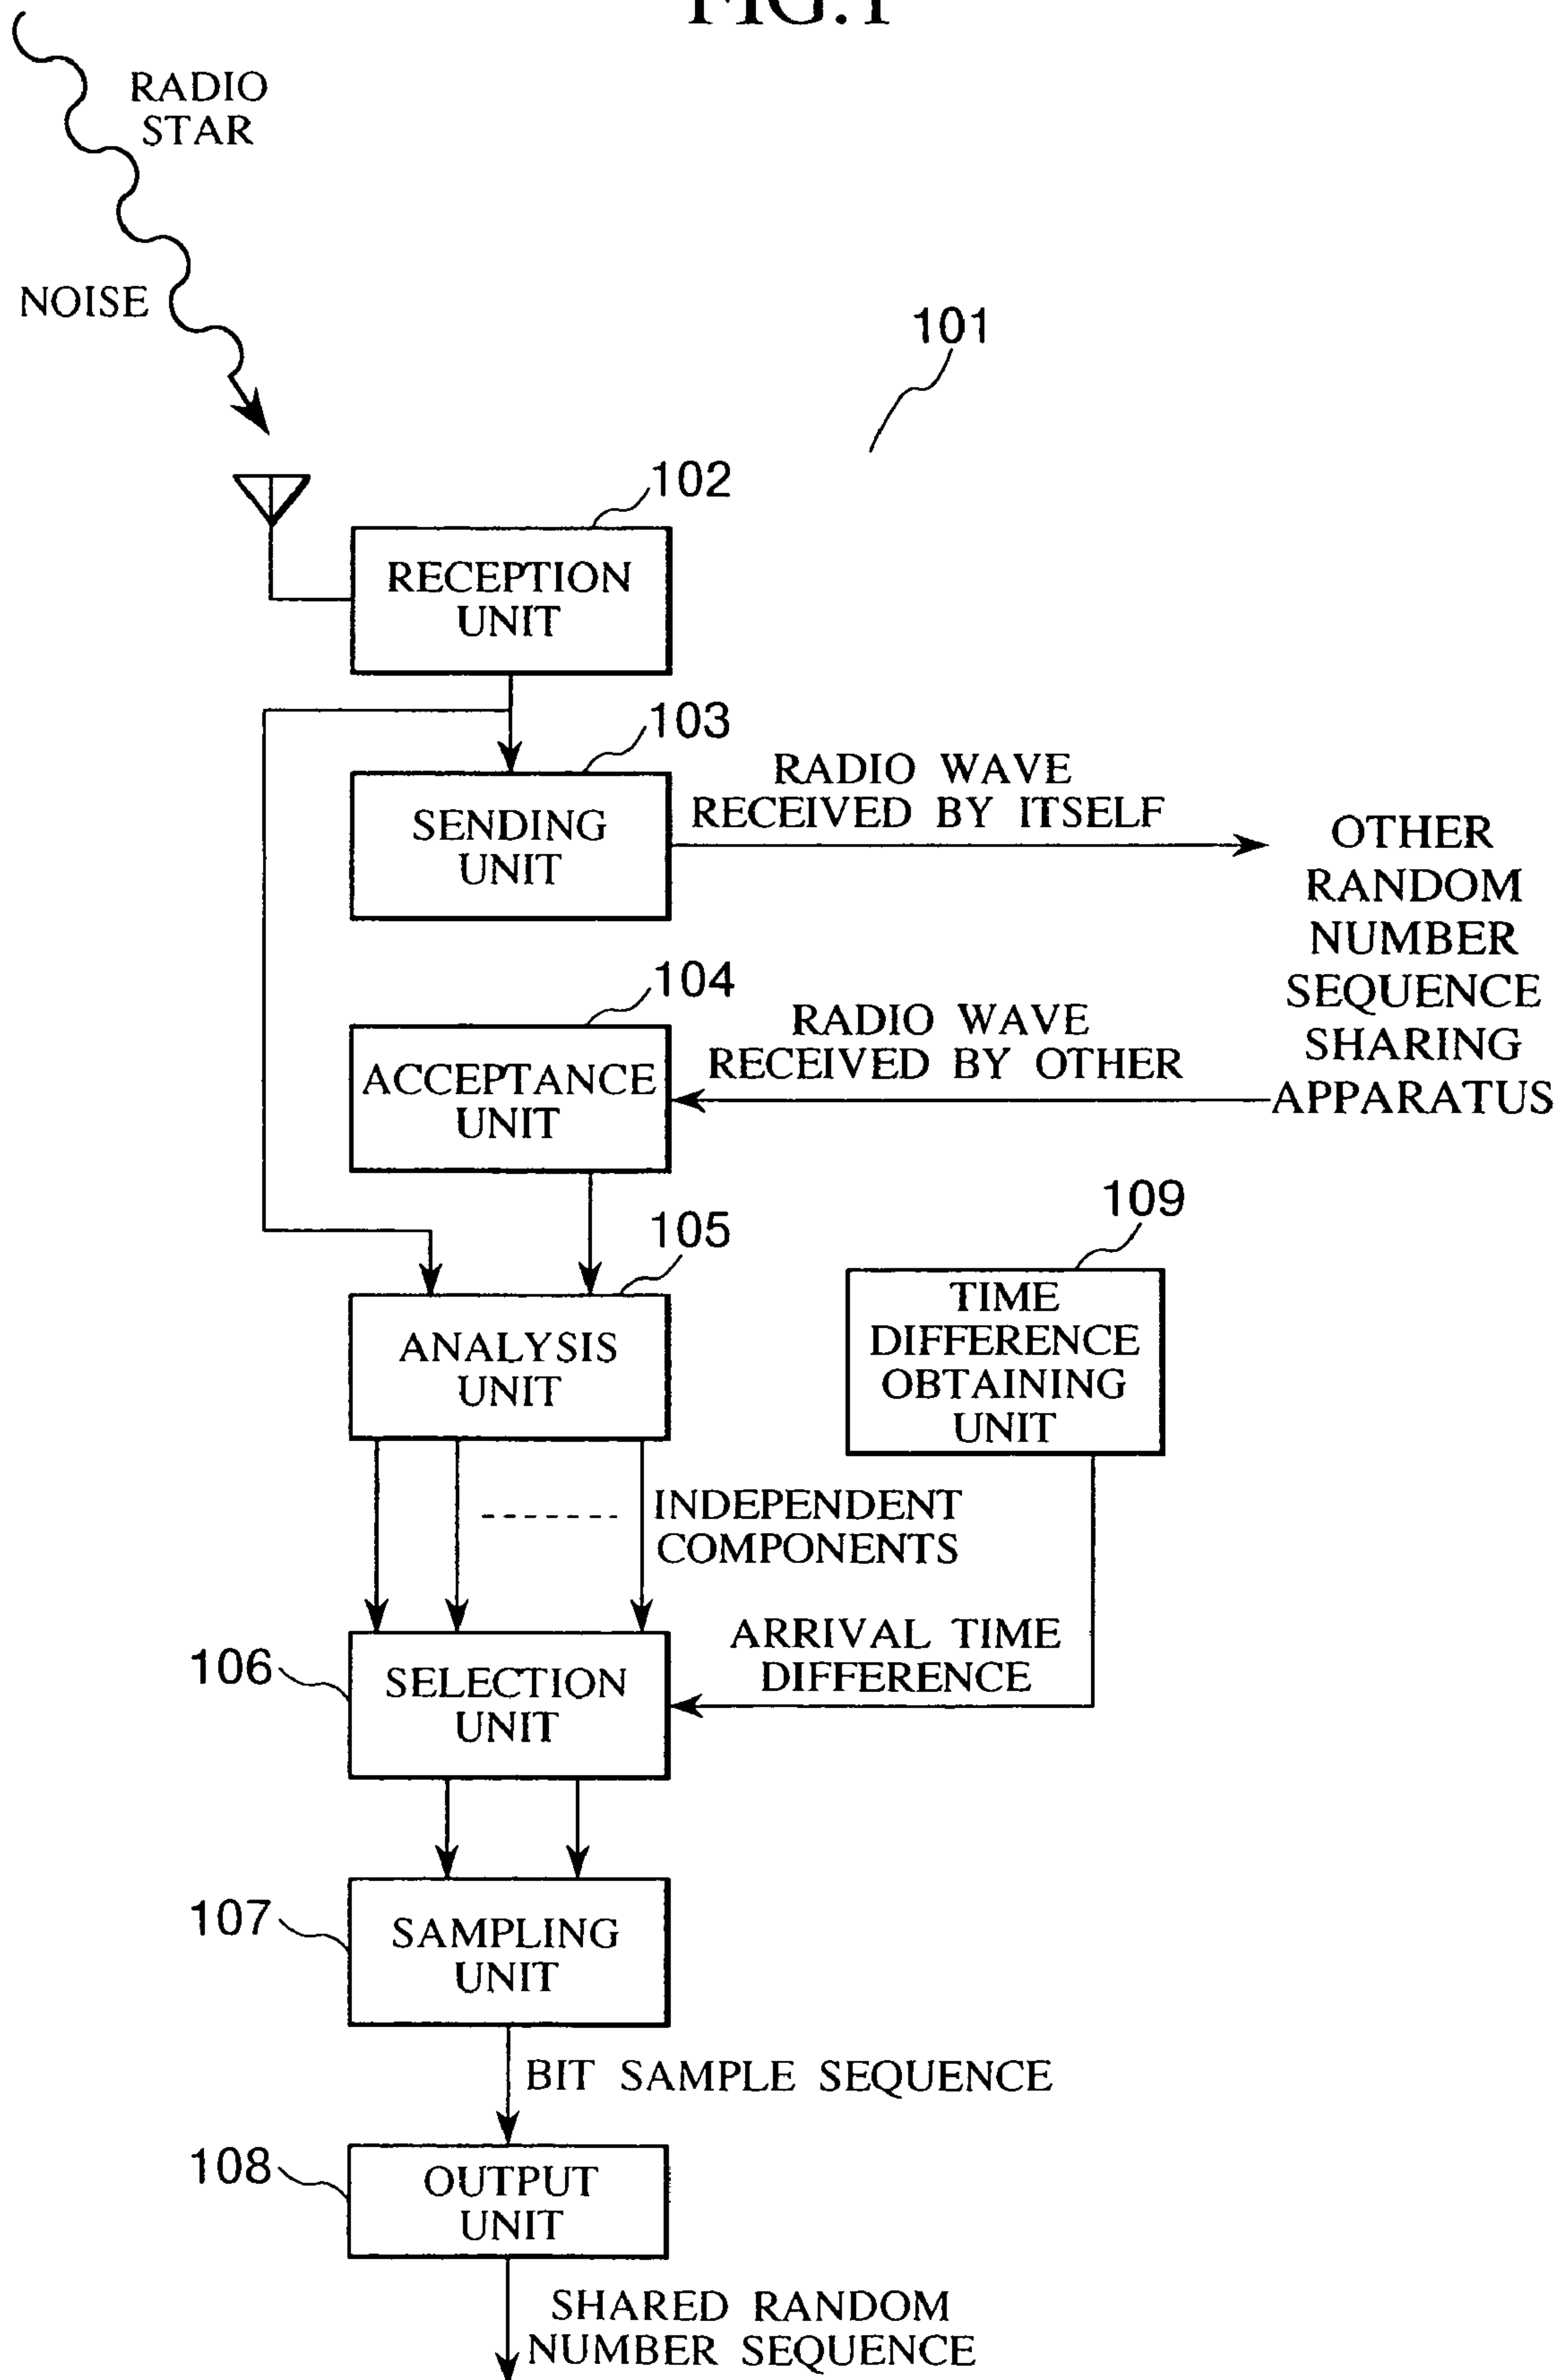 FIG.1
RADIO
STAR
NOISE
101
102
RECEPTION
UNIT
103
SENDING
UNIT
RADIO WAVE
RECEIVED BY ITSELF
OTHER
RANDOM
NUMBER
SEQUENCE
SHARING
APPARATUS
104
ACCEPTANCE
UNIT
RADIO WAVE
RECEIVED BY OTHER
105
ANALYSIS
UNIT
109
TIME
DIFFERENCE
OBTAINING
UNIT
INDEPENDENT
COMPONENTS
106
SELECTION
UNIT
ARRIVAL TIME
DIFFERENCE
107
SAMPLING
UNIT
BIT SAMPLE SEQUENCE
108
OUTPUT
UNIT
SHARED RANDOM
NUMBER SEQUENCE